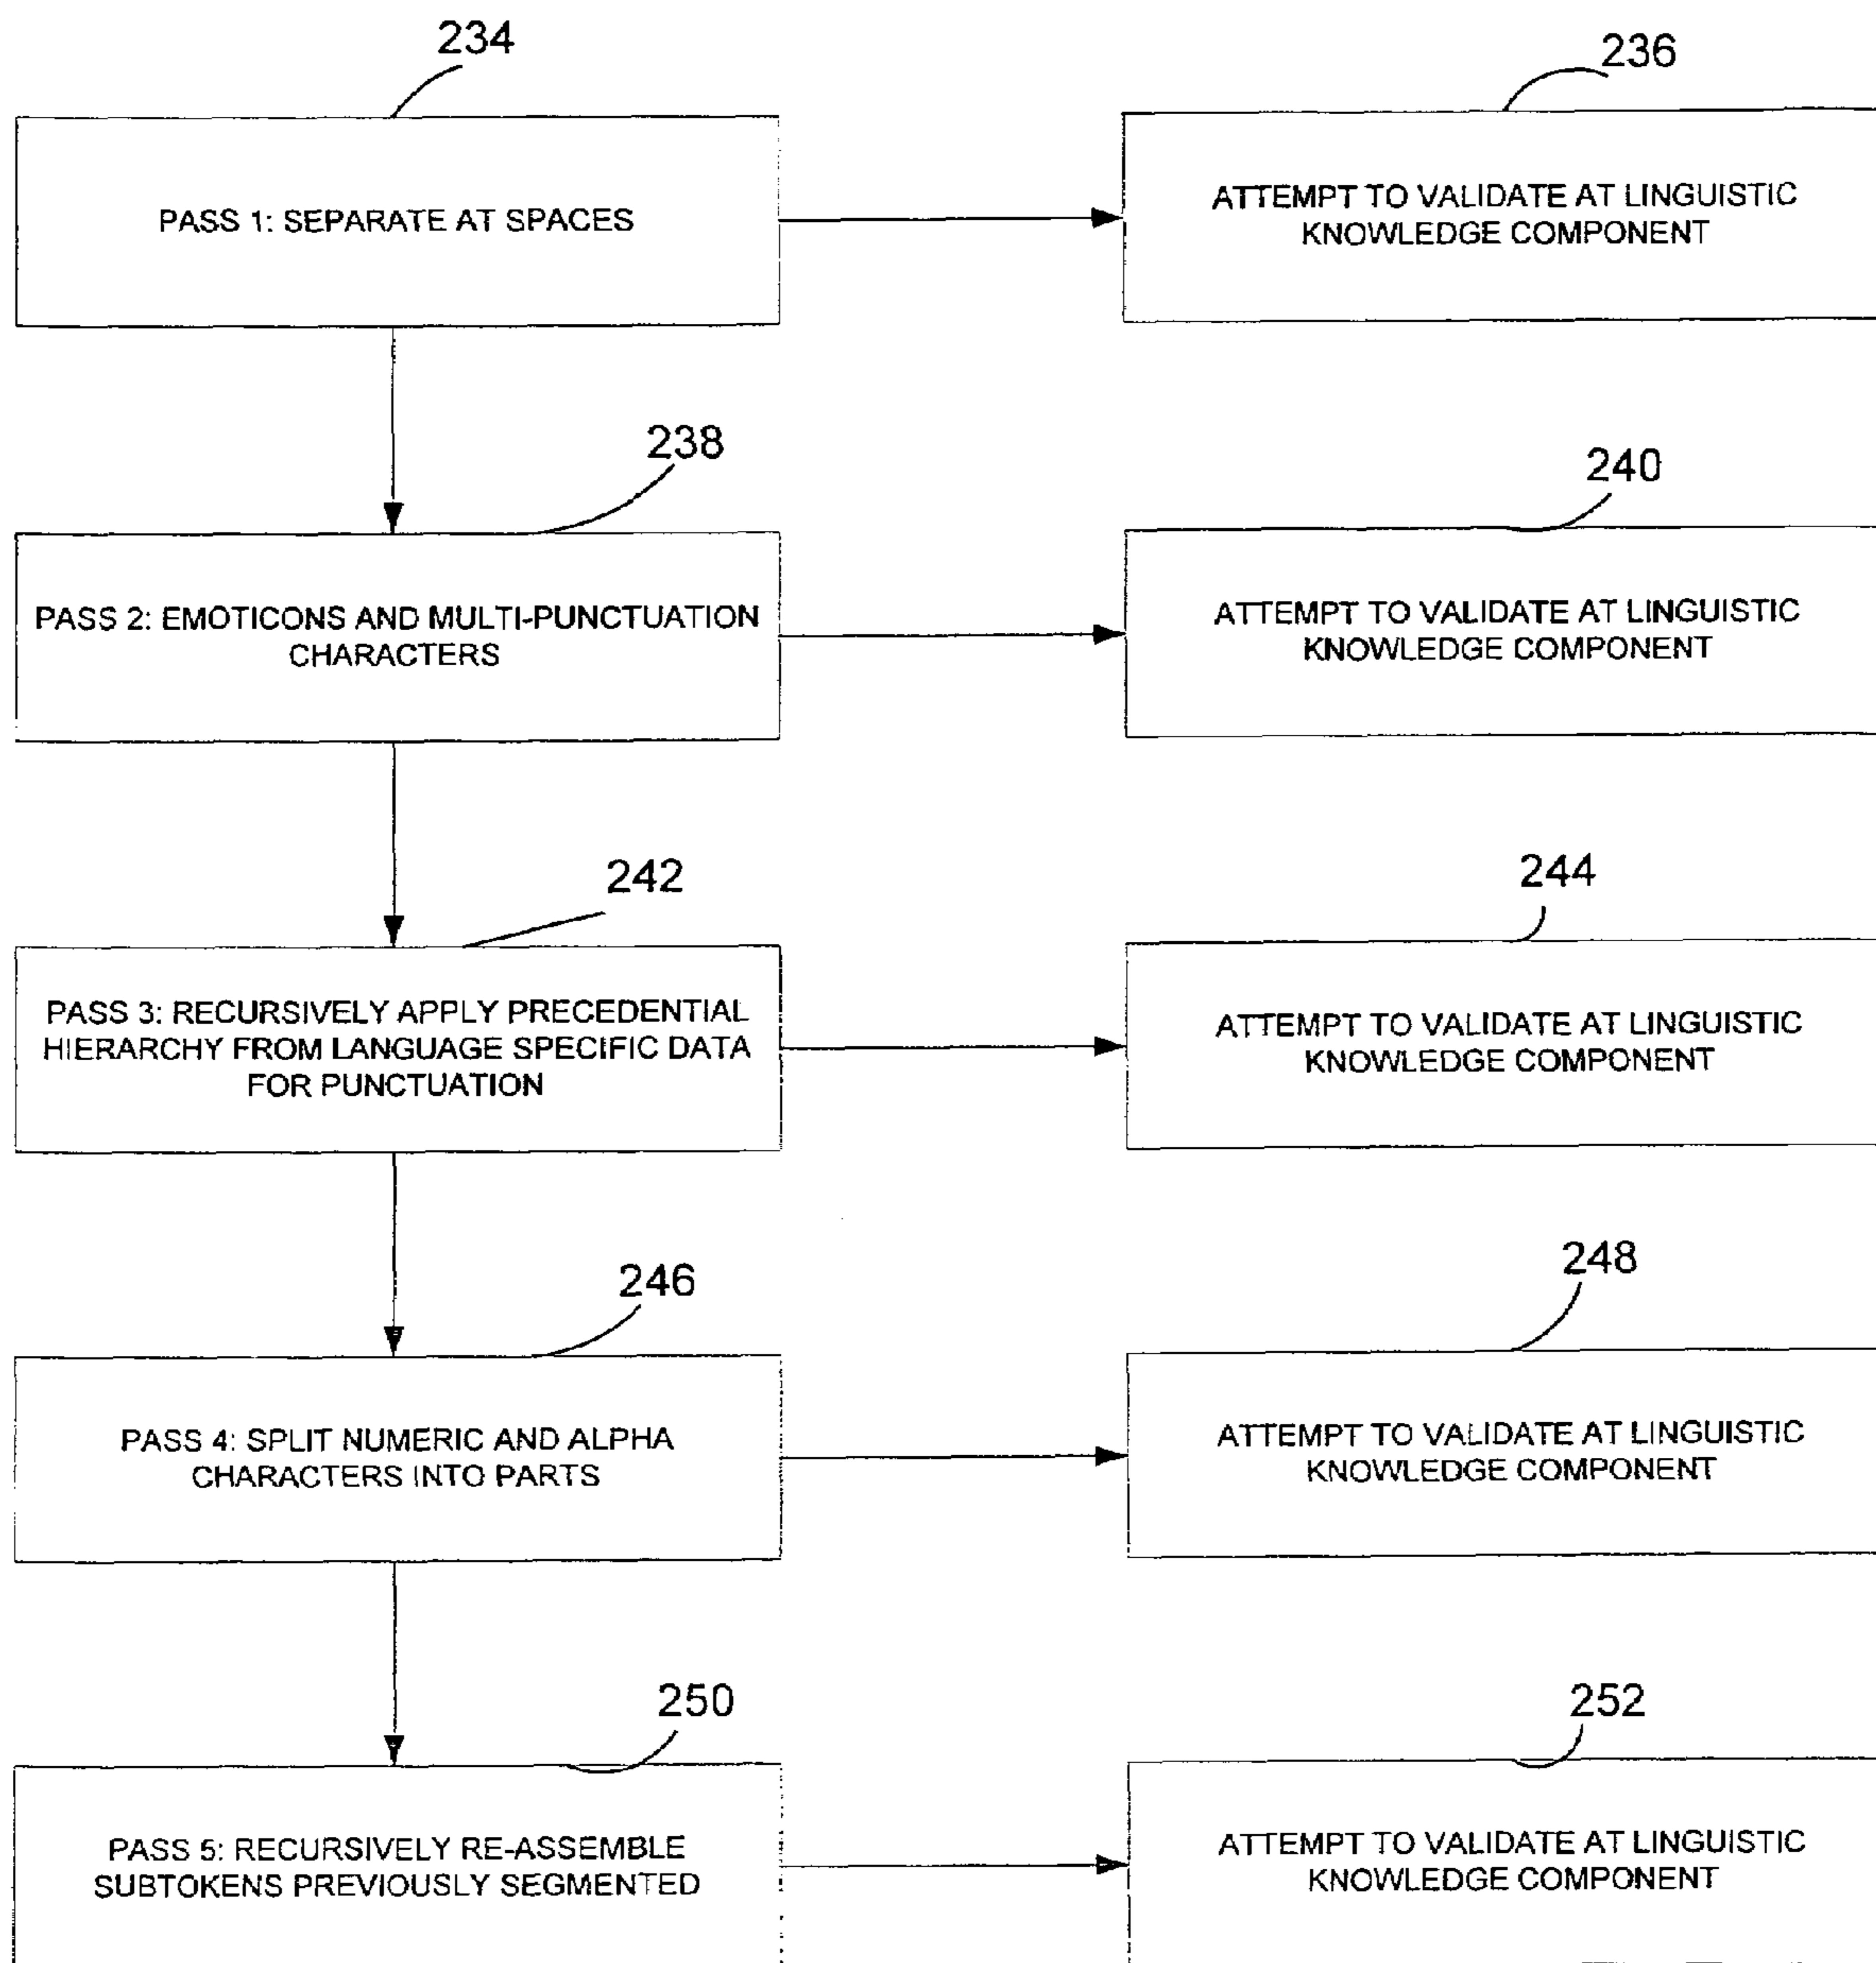 234
236
PASS 1: SEPARATE AT SPACES
ATTEMPT TO VALIDATE AT LINGUISTIC
KNOWLEDGE COMPONENT
238
240
PASS 2: EMOTICONS AND MULTI-PUNCTUATION
CHARACTERS
ATTEMPT TO VALIDATE AT LINGUISTIC
KNOWLEDGE COMPONENT
242
244
PASS 3: RECURSIVELY APPLY PRECEDENTIAL
HIERARCHY FROM LANGUAGE SPECIFIC DATA
FOR PUNCTUATION
ATTEMPT TO VALIDATE AT LINGUISTIC
KNOWLEDGE COMPONENT
246
248
PASS 4: SPLIT NUMERIC AND ALPHA
CHARACTERS INTO PARTS
ATTEMPT TO VALIDATE AT LINGUISTIC
KNOWLEDGE COMPONENT
250
252
PASS 5: RECURSIVELY RE-ASSEMBLE
SUBTOKENS PREVIOUSLY SEGMENTED
ATTEMPT TO VALIDATE AT LINGUISTIC
KNOWLEDGE COMPONENT